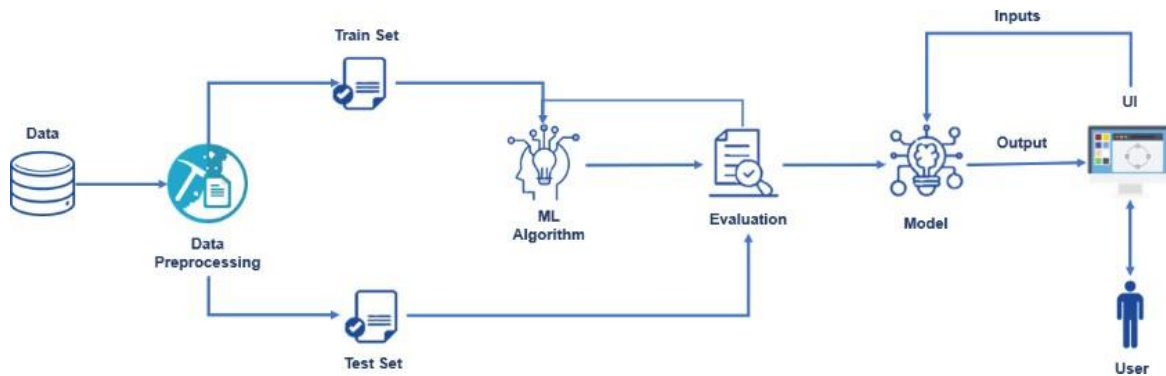 Inputs
Train Set
UI
Data
Output
ML
Algorithm
Evaluation
Model
Data
Preprocessing
Test Set
User